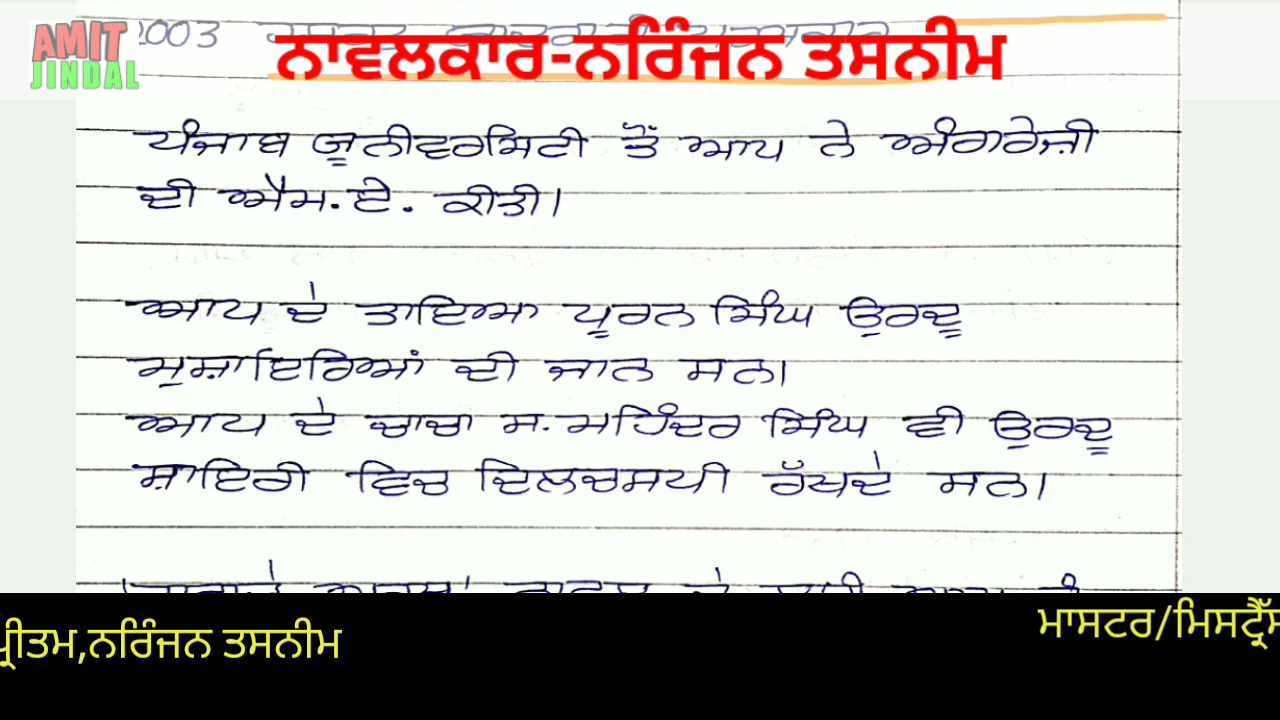 AMIT
JINDAL
2003
ਨਾਵਲਕਾਰ-ਨਰਿੰਜਨ ਤਸਨੀਮ
ਪੰਜਾਬ ਯੂਨੀਵਰਸਿਟੀ ਤੋਂ ਆਪ ਨੇ ਅੰਗਰੇਜ਼ੀ
ਦੀ ਐਮ.ਏ. ਕੀਤੀ।
ਆਪ ਦੇ ਤਾਇਆ ਪੂਰਨ ਸਿੰਘ ਉਰਦੂ
ਮੁਸ਼ਾਇਰਿਆਂ ਦੀ ਜਾਨ ਸਨ।
ਆਪ ਦੇ ਚਾਚਾ ਸ. ਮਹਿੰਦਰ ਸਿੰਘ ਵੀ ਉਰਦੂ
ਸ਼ਾਇਰੀ ਵਿਚ ਦਿਲਚਸਪੀ ਰੱਖਦੇ ਸਨ।
ਪ੍ਰੀਤਮ,ਨਰਿੰਜਨ ਤਸਨੀਮ
ਮਾਸਟਰ/ਮਿਸਟ੍ਰੈੱਸ